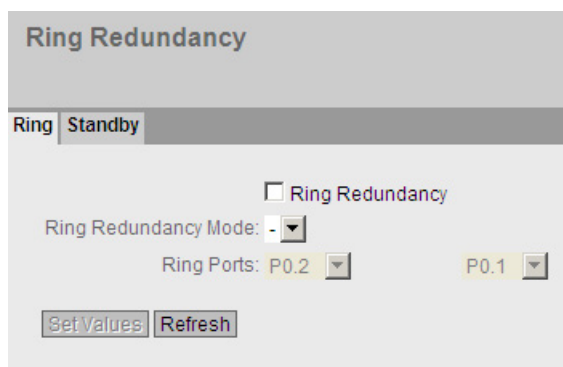 Ring Redundancy
Ring Standby
Ring Redundancy
Ring Redundancy Mode: -
Ring Ports: P0.2 P0.1
Set Values Refresh